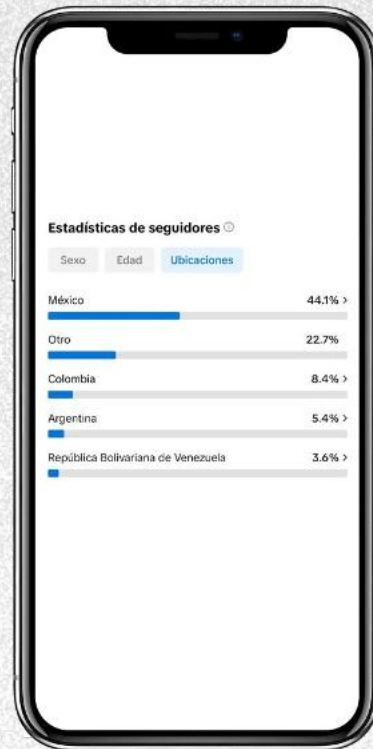 Estadísticas de seguidores
Sexo Edad Ubicaciones
México 44.1% >
Otro 22.7%
Colombia 8.4% >
Argentina 5.4% >
República Bolivariana de Venezuela 3.6% >